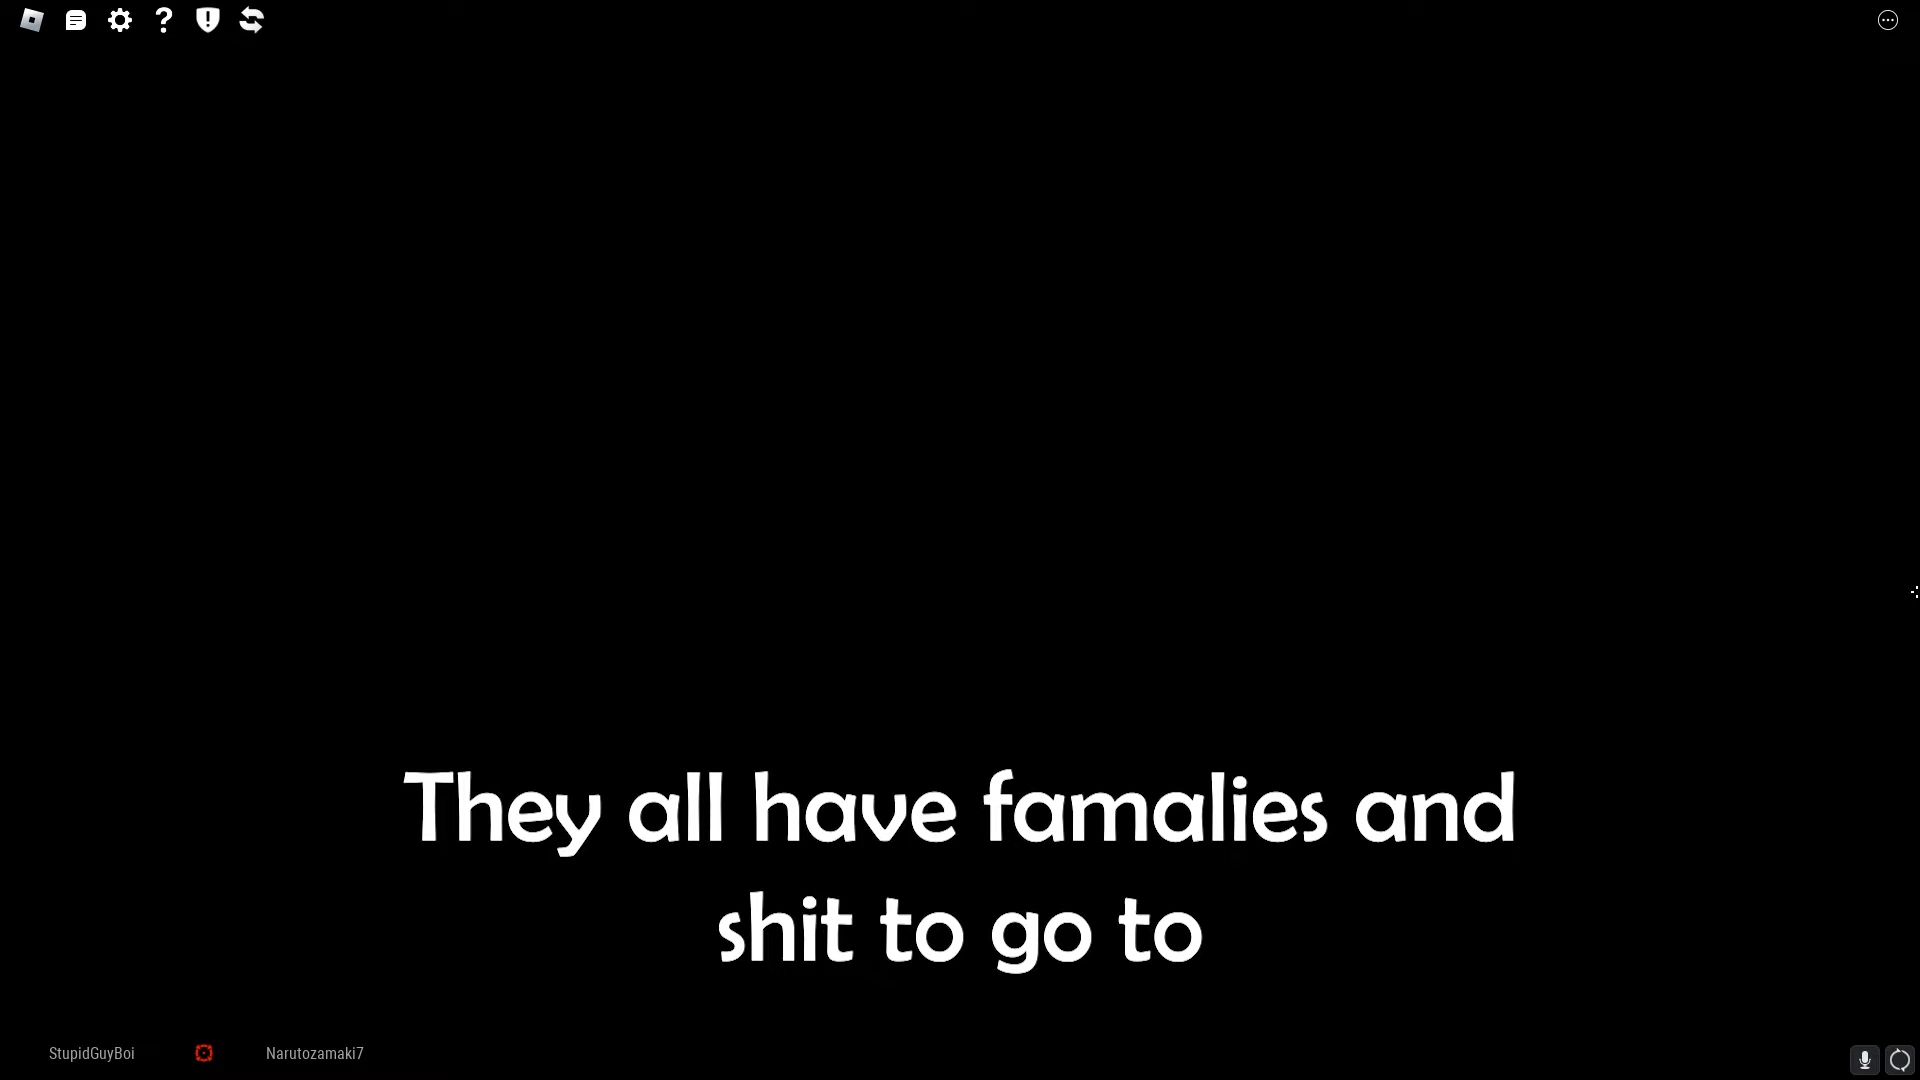 They all have famalies and
shit to go to
StupidGuyBoi Narutozamaki7